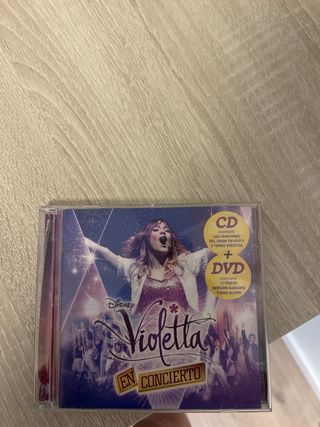 CD
CONTIENE
LAS CANCIONES
DEL SHOW EN VIVO Y
5 TEMAS INÉDITOS
+
DVD
CONTIENE
11 VIDEOS
VERSIÓN KARAOKE
Y SING ALONG
DISNEY
Violetta
EN CONCIERTO